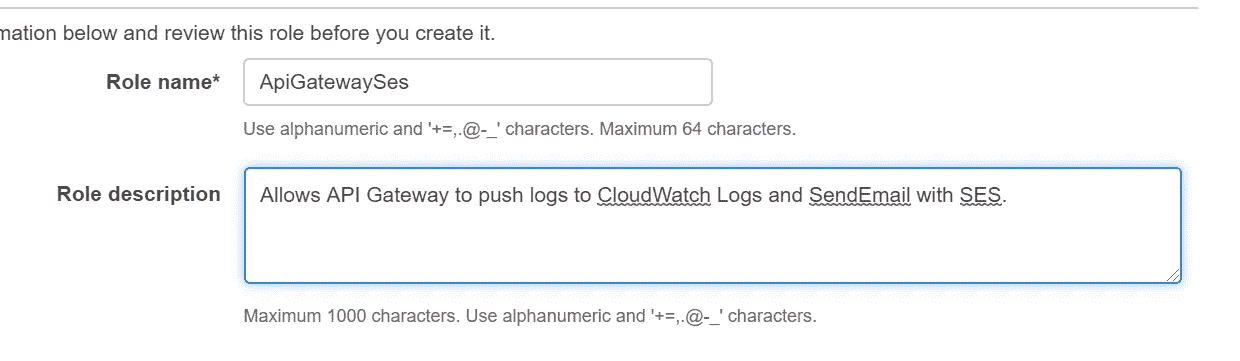 mation below and review this role before you create it.
Role name* ApiGatewaySes
Use alphanumeric and '+=,.@-_' characters. Maximum 64 characters.
Role description Allows API Gateway to push logs to CloudWatch Logs and SendEmail with SES.
Maximum 1000 characters. Use alphanumeric and '+=,.@-_' characters.